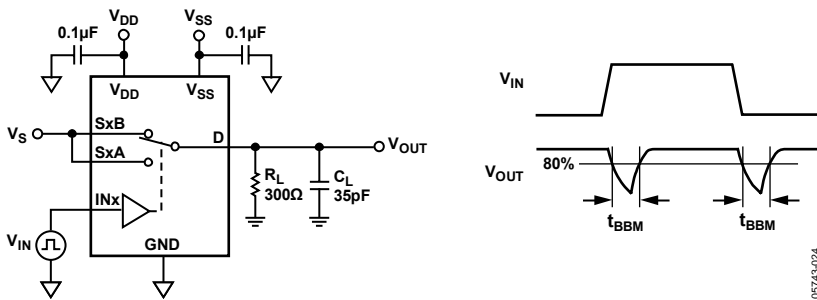 VDD
VSS
0.1µF
0.1µF
VDD
VSS
VS
SxB
D
VOUT
SxA
RL
300Ω
CL
35pF
INx
VIN
GND
VIN
VOUT
80%
tBBM
tBBM
05743-024